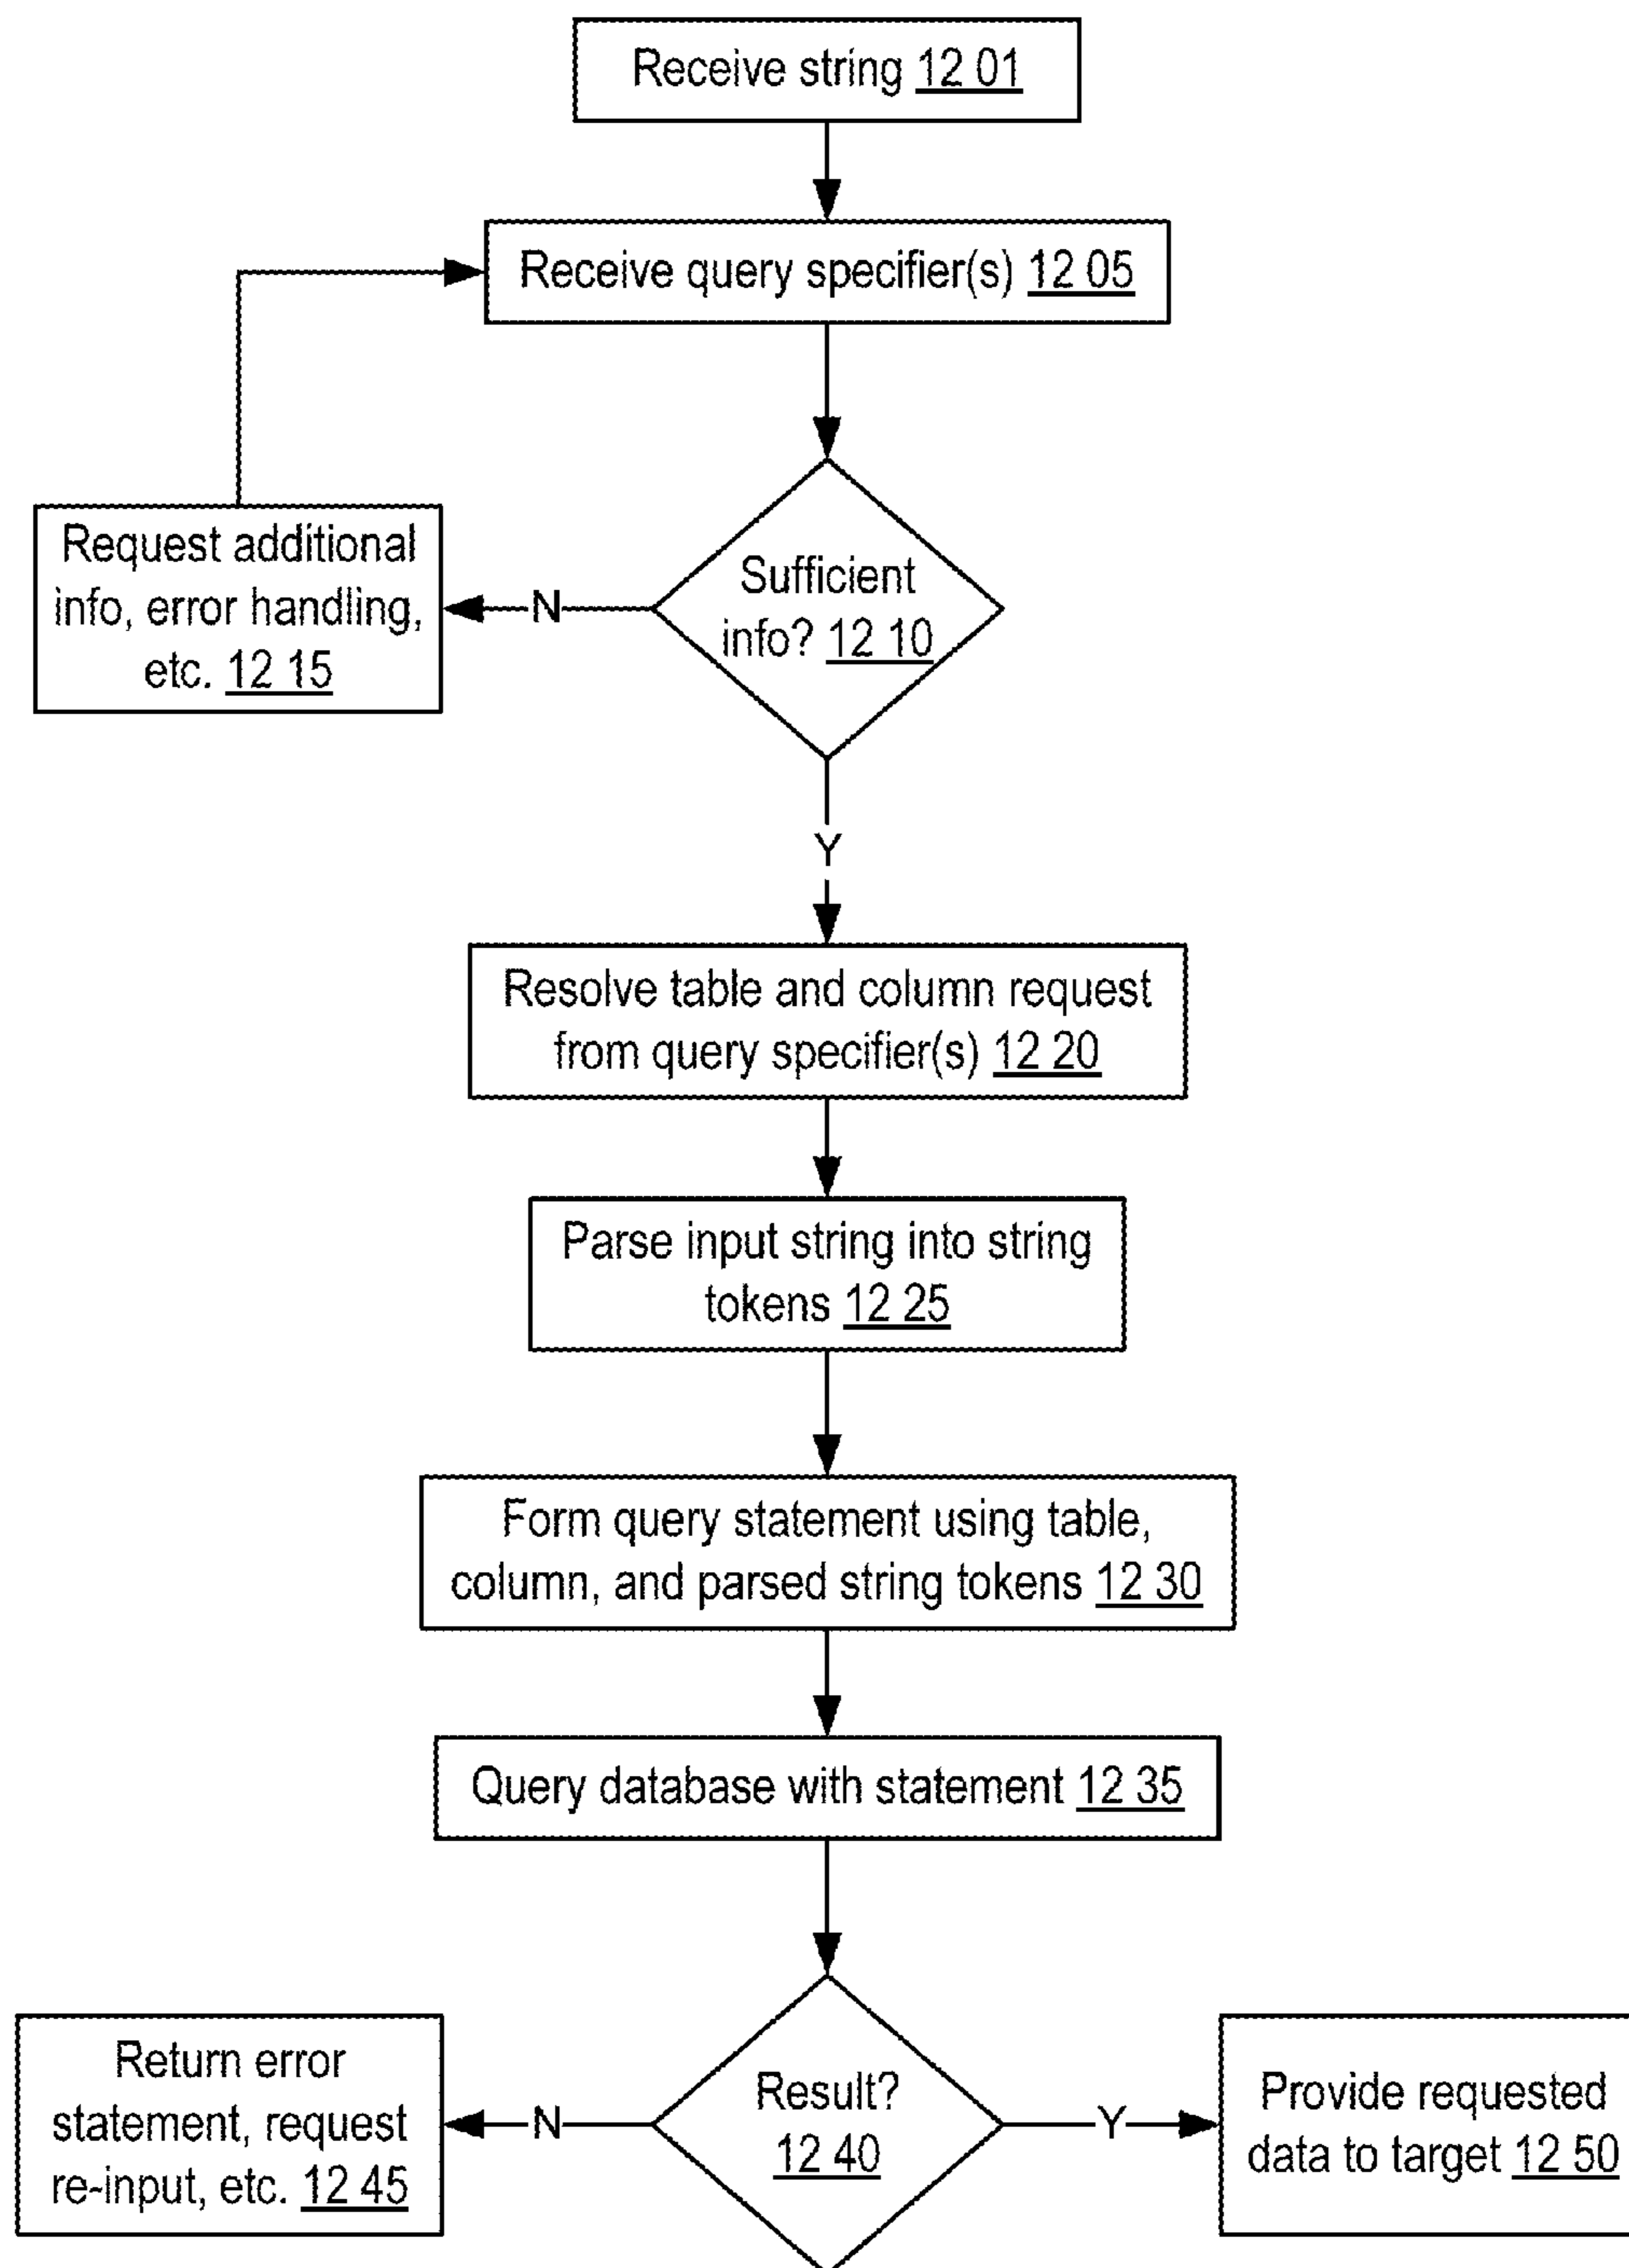 Receive string 12 01
Receive query specifier(s) 12 05
Request additional
info, error handling,
etc. 12 15
N
Sufficient
info? 12 10
Y
Resolve table and column request
from query specifier(s) 12 20
Parse input string into string
tokens 12 25
Form query statement using table,
column, and parsed string tokens 12 30
Query database with statement 12 35
Return error
statement, request
re-input, etc. 12 45
N
Result?
12 40
Y
Provide requested
data to target 12 50